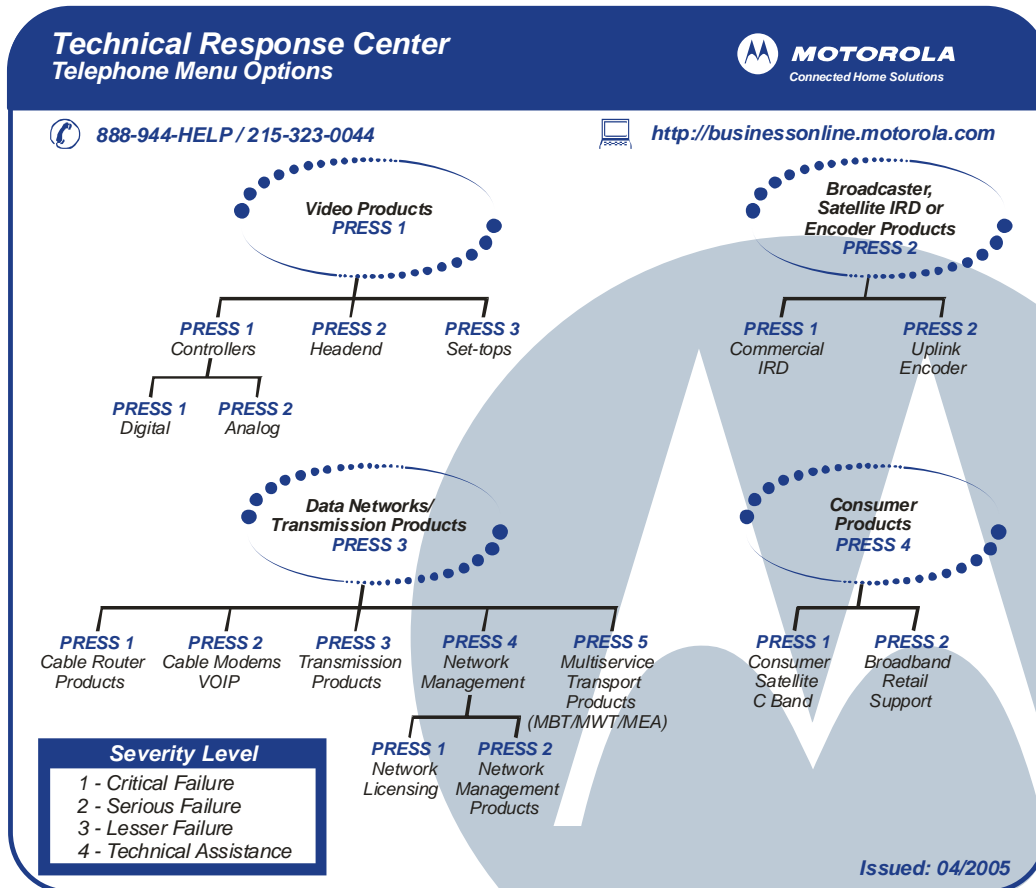 Technical Response Center
Telephone Menu Options
MOTOROLA
Connected Home Solutions
888-944-HELP / 215-323-0044
http://businessonline.motorola.com
Video Products
PRESS 1
PRESS 1
Controllers
PRESS 2
Headend
PRESS 3
Set-tops
PRESS 1
Digital
PRESS 2
Analog
Broadcaster,
Satellite IRD or
Encoder Products
PRESS 2
PRESS 1
Commercial
IRD
PRESS 2
Uplink
Encoder
Data Networks/
Transmission Products
PRESS 3
PRESS 1
Cable Router
Products
PRESS 2
Cable Modems
VOIP
PRESS 3
Transmission
Products
PRESS 4
Network
Management
PRESS 5
Multiservice
Transport
Products
(MBT/MWT/MEA)
PRESS 1
Network
Licensing
PRESS 2
Network
Management
Products
Consumer
Products
PRESS 4
PRESS 1
Consumer
Satellite
C Band
PRESS 2
Broadband
Retail
Support
Severity Level
1 - Critical Failure
2 - Serious Failure
3 - Lesser Failure
4 - Technical Assistance
Issued: 04/2005